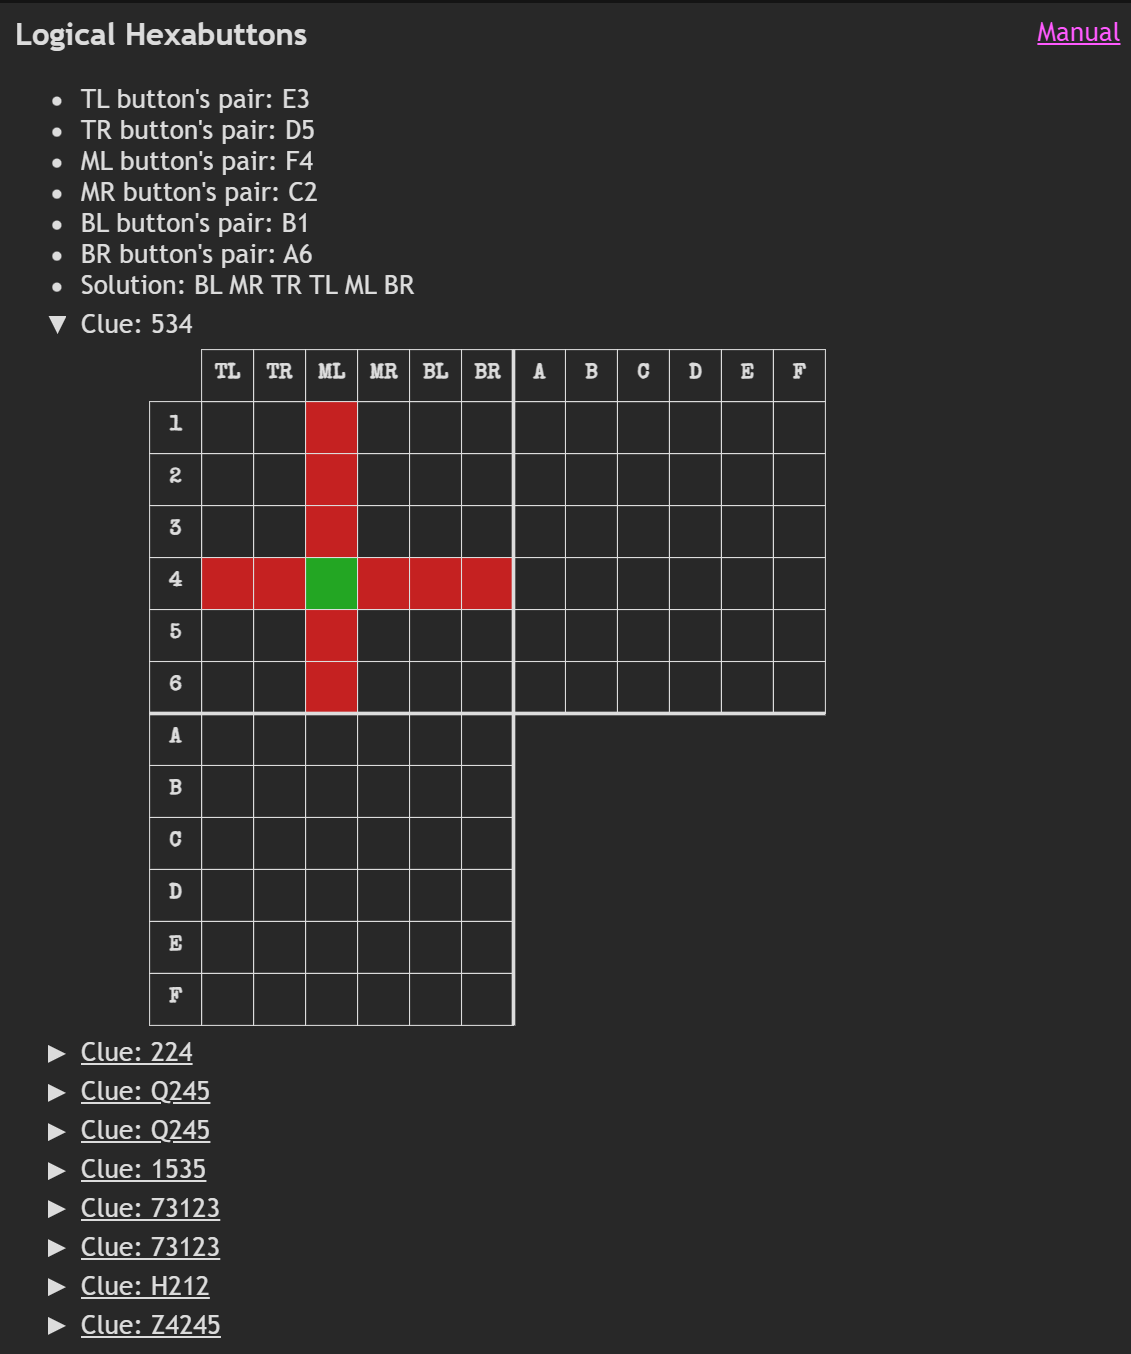 Logical Hexabuttons
Manual
TL button's pair: E3
TR button's pair: D5
ML button's pair: F4
MR button's pair: C2
BL button's pair: B1
BR button's pair: A6
Solution: BL MR TR TL ML BR
Clue: 534
TL TR ML MR BL BR A B C D E F
1
2
3
4
5
6
A
B
C
D
E
F
Clue: 224
Clue: Q245
Clue: Q245
Clue: 1535
Clue: 73123
Clue: 73123
Clue: H212
Clue: Z4245